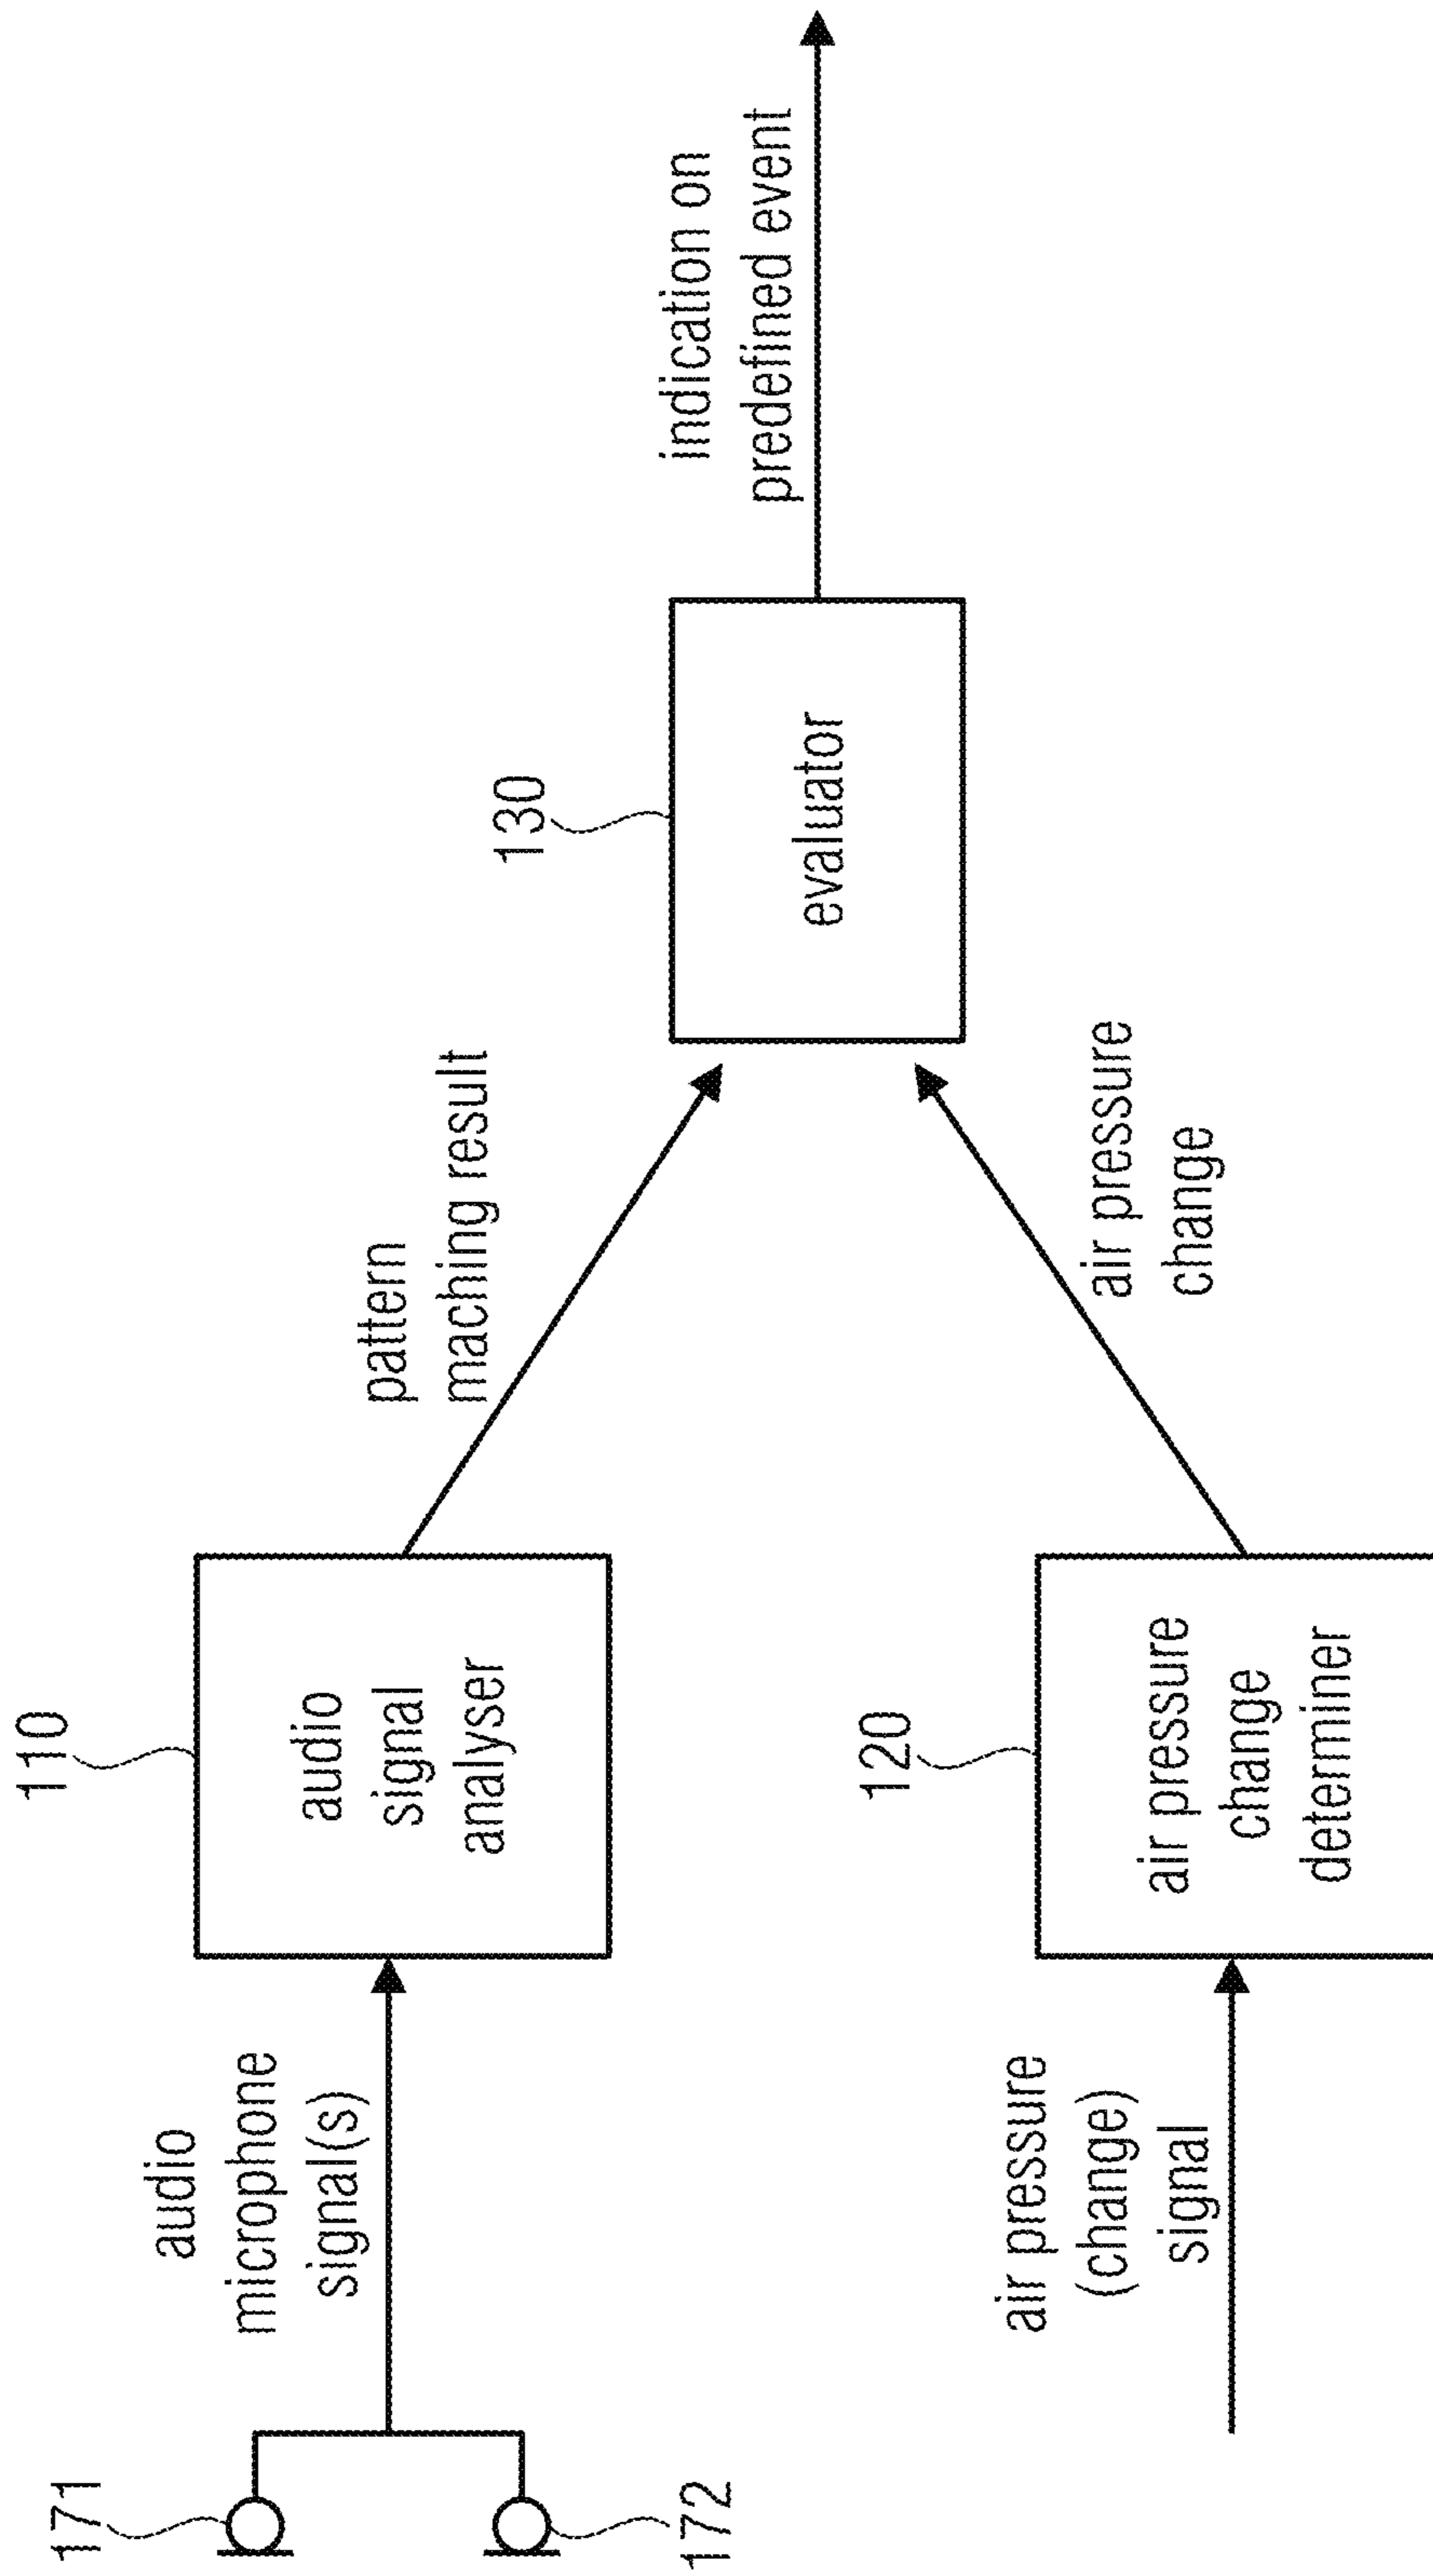 171
172
audio
microphone
signal(s)
110
audio
signal
analyser
pattern
maching result
air pressure
(change)
signal
120
air pressure
change
determiner
air pressure
change
130
evaluator
indication on
predefined event